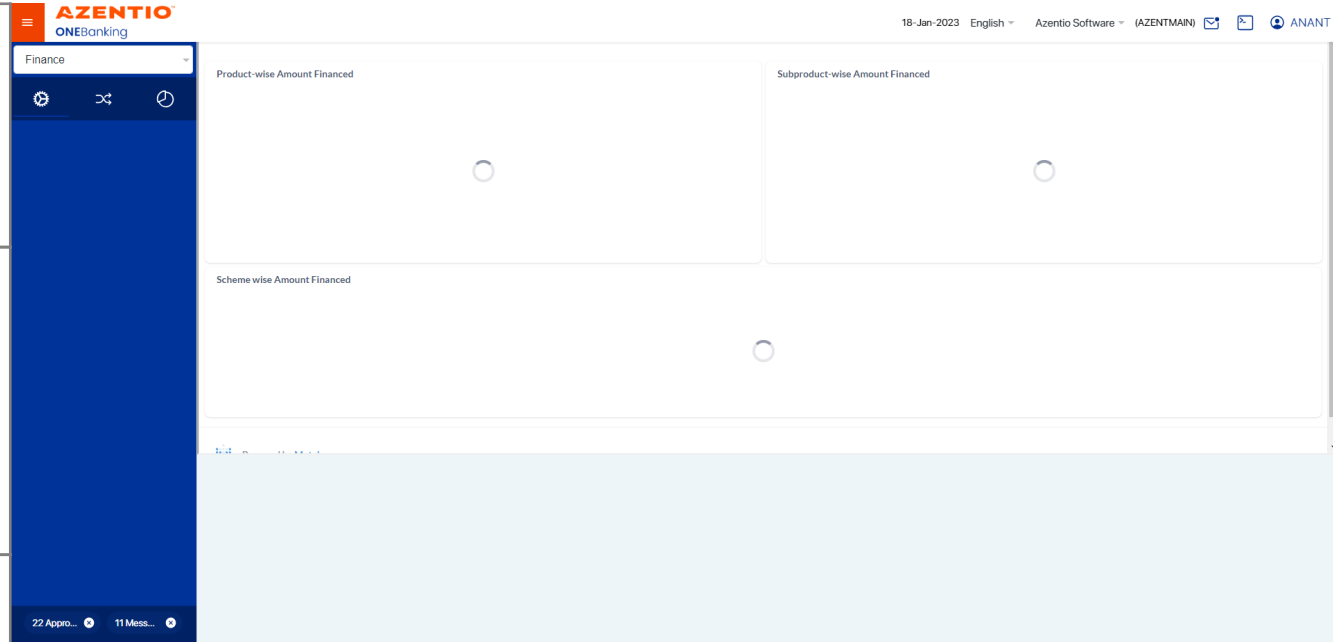 AZENTIO
ONEBanking
18-Jan-2023 English Azentio Software (AZENTMAIN) ANANT
Finance
Product-wise Amount Financed
Subproduct-wise Amount Financed
Scheme wise Amount Financed
22 Appro... 11 Mess...